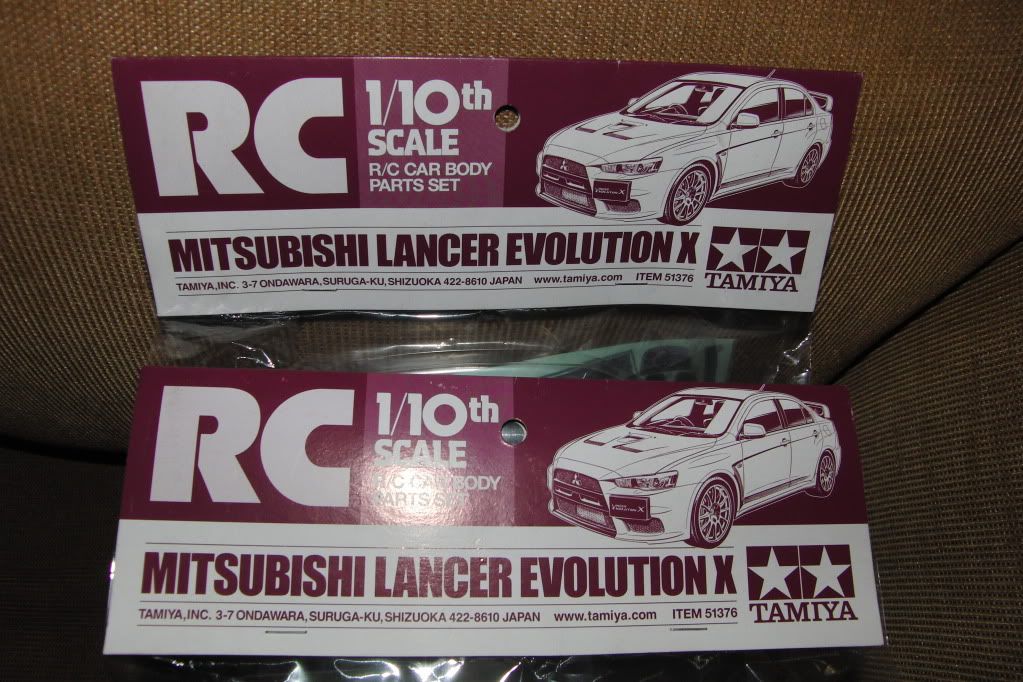 RC
1/10th
SCALE
R/C CAR BODY
PARTS SET
MITSUBISHI LANCER EVOLUTION X
TAMIYA, INC. 3-7 ONDAWARA, SURUGA-KU, SHIZUOKA 422-8610 JAPAN www.tamiya.com ITEM 51376
TAMIYA
RC
1/10th
SCALE
R/C CAR BODY
PARTS SET
EVOLUTION X
MITSUBISHI LANCER EVOLUTION X
TAMIYA, INC. 3-7 ONDAWARA, SURUGA-KU, SHIZUOKA 422-8610 JAPAN www.tamiya.com ITEM 51376
TAMIYA